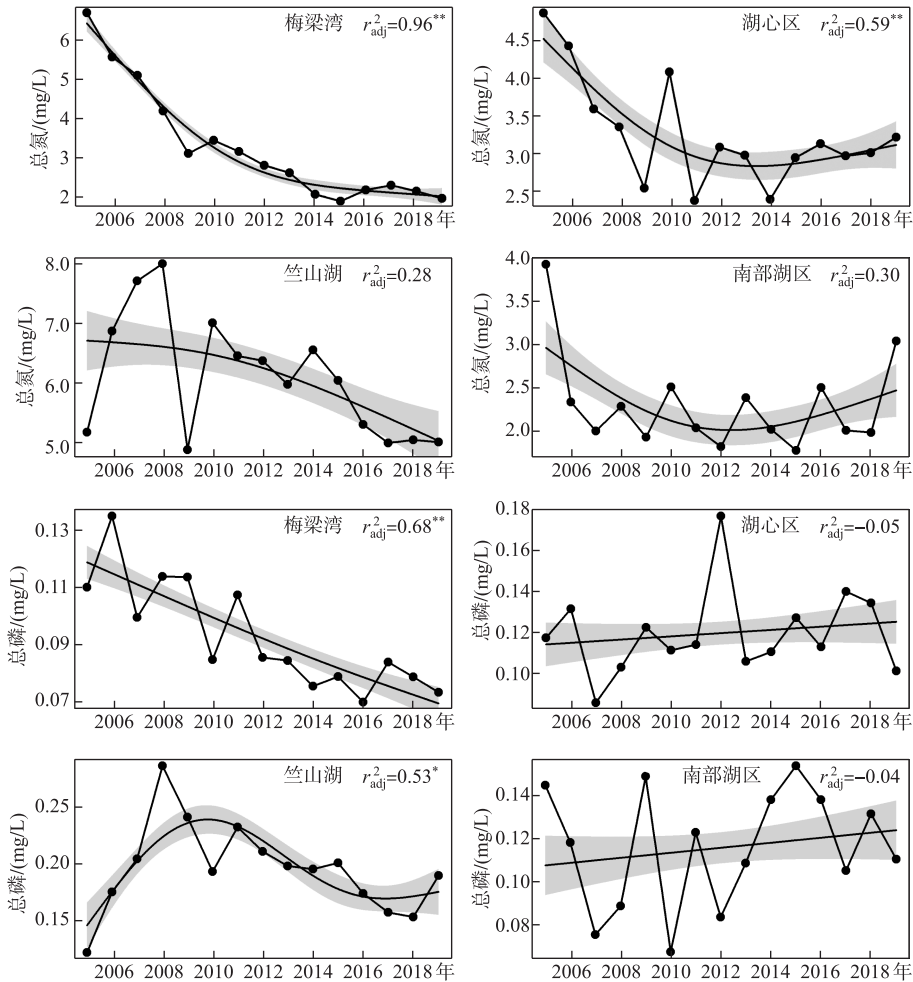 梅梁湾 r²adj=0.96**
总氮/(mg/L)
6
5
4
3
2
2006 2008 2010 2012 2014 2016 2018 年
湖心区 r²adj=0.59**
总氮/(mg/L)
4.5
4.0
3.5
3.0
2.5
2006 2008 2010 2012 2014 2016 2018 年
竺山湖 r²adj=0.28
总氮/(mg/L)
8.0
7.0
6.0
5.0
2006 2008 2010 2012 2014 2016 2018 年
南部湖区 r²adj=0.30
总氮/(mg/L)
4.0
3.5
3.0
2.5
2.0
2006 2008 2010 2012 2014 2016 2018 年
梅梁湾 r²adj=0.68**
总磷/(mg/L)
0.13
0.11
0.09
0.07
2006 2008 2010 2012 2014 2016 2018 年
湖心区 r²adj=−0.05
总磷/(mg/L)
0.18
0.16
0.14
0.12
0.10
2006 2008 2010 2012 2014 2016 2018 年
竺山湖 r²adj=0.53*
总磷/(mg/L)
0.25
0.20
0.15
2006 2008 2010 2012 2014 2016 2018 年
南部湖区 r²adj=−0.04
总磷/(mg/L)
0.14
0.12
0.10
0.08
2006 2008 2010 2012 2014 2016 2018 年